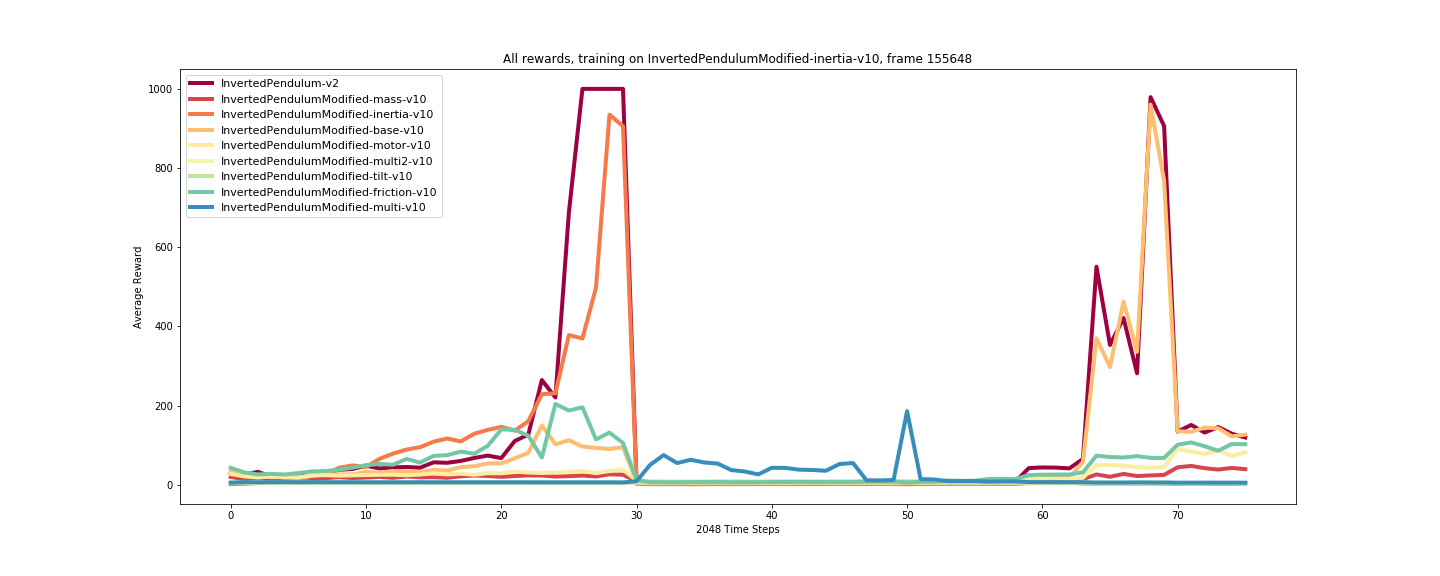 All rewards, training on InvertedPendulumModified-inertia-v10, frame 155648
InvertedPendulum-v2
InvertedPendulumModified-mass-v10
InvertedPendulumModified-inertia-v10
InvertedPendulumModified-base-v10
InvertedPendulumModified-motor-v10
InvertedPendulumModified-multi2-v10
InvertedPendulumModified-tilt-v10
InvertedPendulumModified-friction-v10
InvertedPendulumModified-multi-v10
1000
800
600
400
200
0
Average Reward
0 10 20 30 40 50 60 70
2048 Time Steps